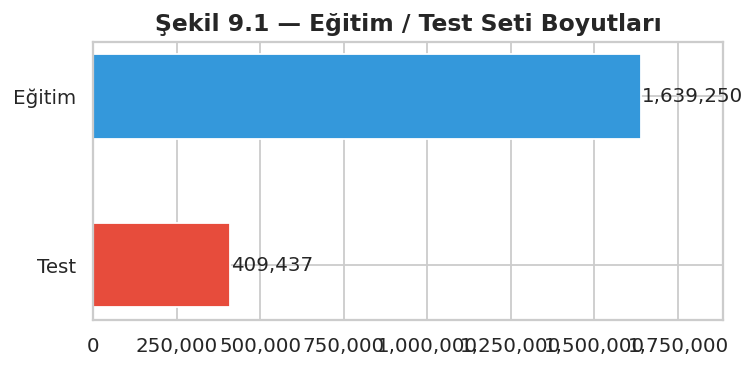 Şekil 9.1 — Eğitim / Test Seti Boyutları
Eğitim
1,639,250
Test
409,437
0 250,000 500,000 750,000 1,000,000 1,250,000 1,500,000 1,750,000